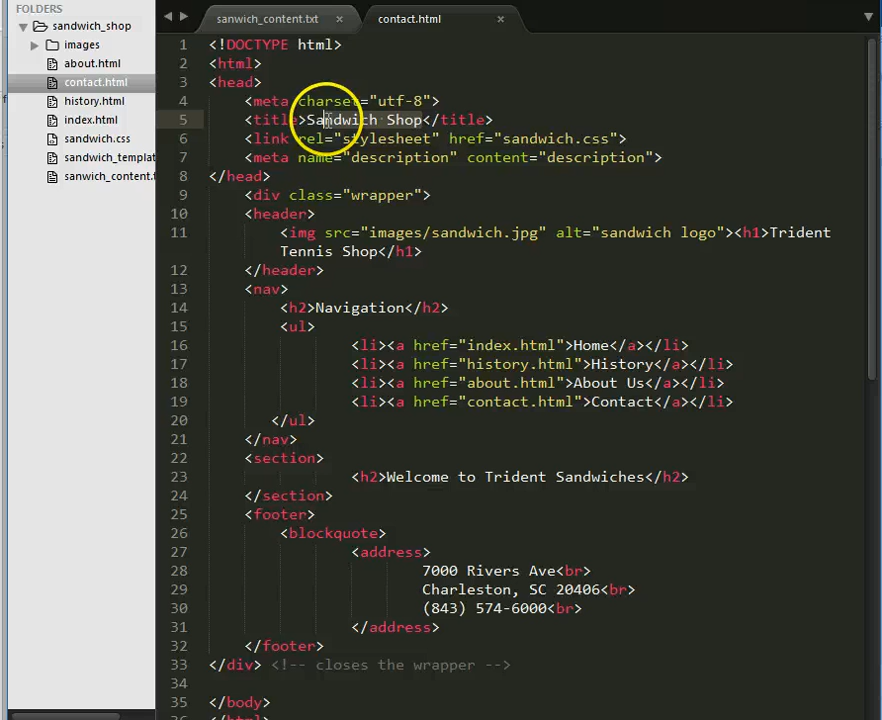 FOLDERS
sandwich_shop
images
about.html
contact.html
history.html
index.html
sandwich.css
sandwich_templat
sanwich_content.t
sanwich_content.txt ×
contact.html ×
1 <!DOCTYPE html>
2 <html>
3 <head>
4 <meta charset="utf-8">
5 <title>Sandwich Shop</title>
6 <link rel="stylesheet" href="sandwich.css">
7 <meta name="description" content="description">
8 </head>
9 <div class="wrapper">
10 <header>
11 <img src="images/sandwich.jpg" alt="sandwich logo"><h1>Trident
Tennis Shop</h1>
12 </header>
13 <nav>
14 <h2>Navigation</h2>
15 <ul>
16 <li><a href="index.html">Home</a></li>
17 <li><a href="history.html">History</a></li>
18 <li><a href="about.html">About Us</a></li>
19 <li><a href="contact.html">Contact</a></li>
20 </ul>
21 </nav>
22 <section>
23 <h2>Welcome to Trident Sandwiches</h2>
24 </section>
25 <footer>
26 <blockquote>
27 <address>
28 7000 Rivers Ave<br>
29 Charleston, SC 20406<br>
30 (843) 574-6000<br>
31 </address>
32 </footer>
33 </div> <!-- closes the wrapper -->
34
35 </body>